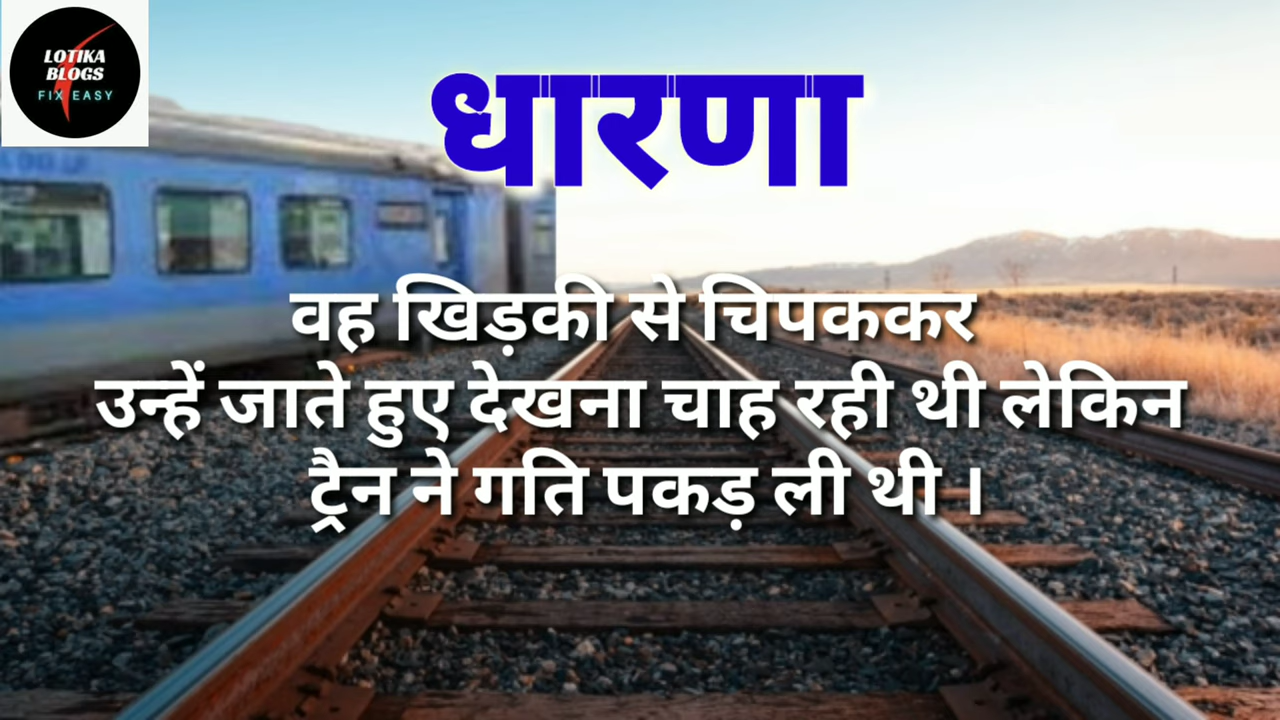 LOTIKA
BLOGS
FIX EASY
धारणा
वह खिड़की से चिपककर
उन्हें जाते हुए देखना चाह रही थी लेकिन
ट्रैन ने गति पकड़ ली थी ।